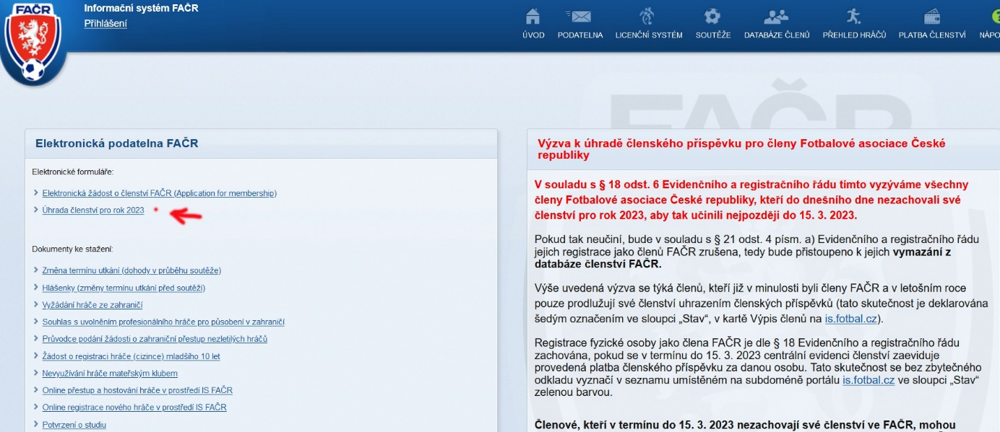 FAČR
Informační systém FAČR
Přihlášení
ÚVOD
PODATELNA
LICENČNÍ SYSTÉM
SOUTĚŽE
DATABÁZE ČLENŮ
PŘEHLED HRÁČŮ
PLATBA ČLENSTVÍ
NÁPO
FAČR
Elektronická podatelna FAČR
Elektronické formuláře:
Elektronická žádost o členství FAČR (Application for membership)
Úhrada členství pro rok 2023
Dokumenty ke stažení:
Změna termínu utkání (dohody v průběhu soutěže)
Hlášenky (změny termínu utkání před soutěží)
Vyžádání hráče ze zahraničí
Souhlas s uvolněním profesionálního hráče pro působení v zahraničí
Průvodce podání žádosti o zahraniční přestup nezletilých hráčů
Žádost o registraci hráče (cizince) mladšího 10 let
Nevyužívání hráče mateřským klubem
Online přestup a hostování hráče v prostředí IS FAČR
Online registrace nového hráče v prostředí IS FAČR
Potvrzení o studiu
Výzva k úhradě členského příspěvku pro členy Fotbalové asociace České
republiky
V souladu s § 18 odst. 6 Evidenčního a registračního řádu tímto vyzýváme všechny
členy Fotbalové asociace České republiky, kteří do dnešního dne nezachovali své
členství pro rok 2023, aby tak učinili nejpozději do 15. 3. 2023.
Pokud tak neučiní, bude v souladu s § 21 odst. 4 písm. a) Evidenčního a registračního řádu
jejich registrace jako členů FAČR zrušena, tedy bude přistoupeno k jejich vymazání z
databáze členství FAČR.
Výše uvedená výzva se týká členů, kteří již v minulosti byli členy FAČR a v letošním roce
pouze prodlužují své členství uhrazením členských příspěvků (tato skutečnost je deklarována
šedým označením ve sloupci „Stav“, v kartě Výpis členů na is.fotbal.cz).
Registrace fyzické osoby jako člena FAČR je dle § 18 Evidenčního a registračního řádu
zachována, pokud se v termínu do 15. 3. 2023 centrální evidenci členství zaeviduje
provedená platba členského příspěvku za danou osobu. Tato skutečnost se bez zbytečného
odkladu vyznačí v seznamu umístěném na subdoméně portálu is.fotbal.cz ve sloupci „Stav“
zelenou barvou.
Členové, kteří v termínu do 15. 3. 2023 nezachovají své členství ve FAČR, mohou